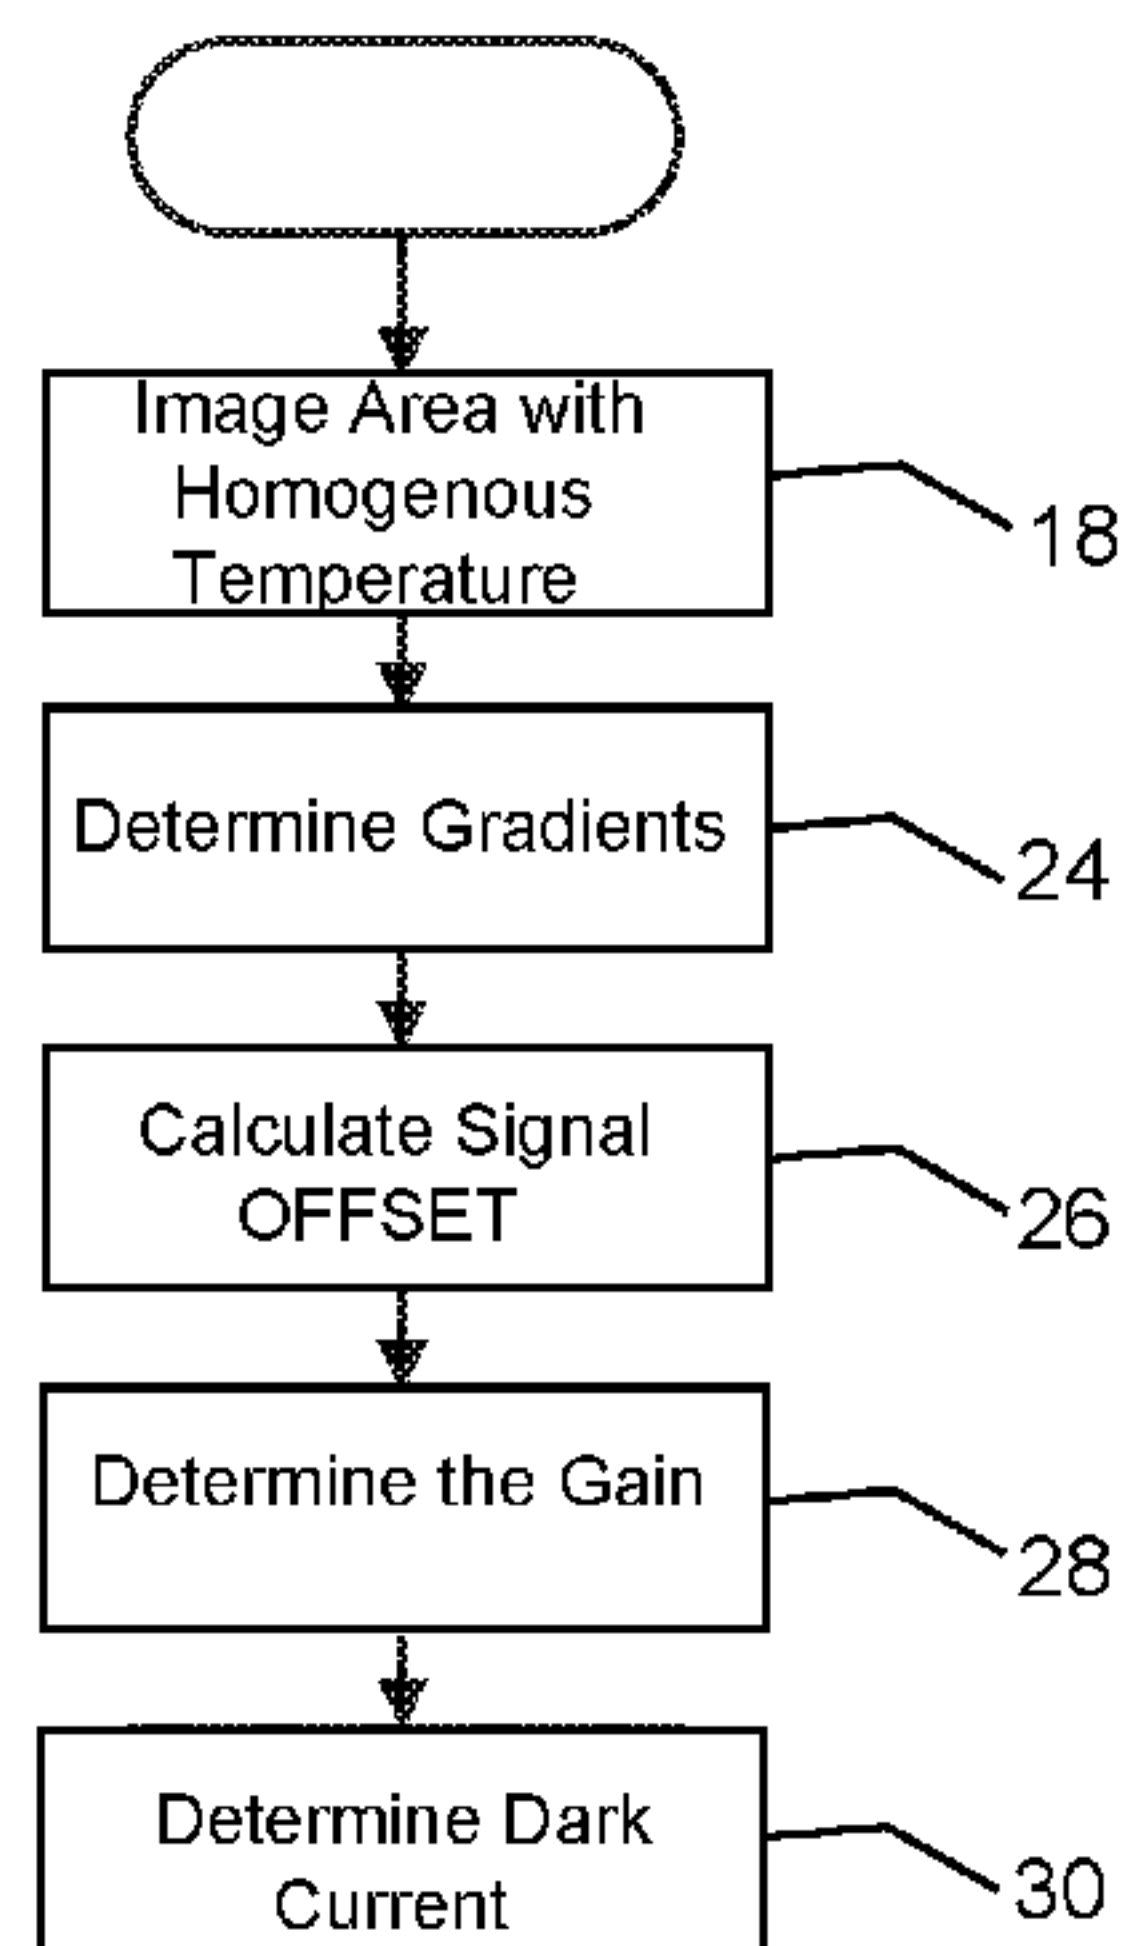 Image Area with
Homogenous
Temperature
18
Determine Gradients
24
Calculate Signal
OFFSET
26
Determine the Gain
28
Determine Dark
Current
30